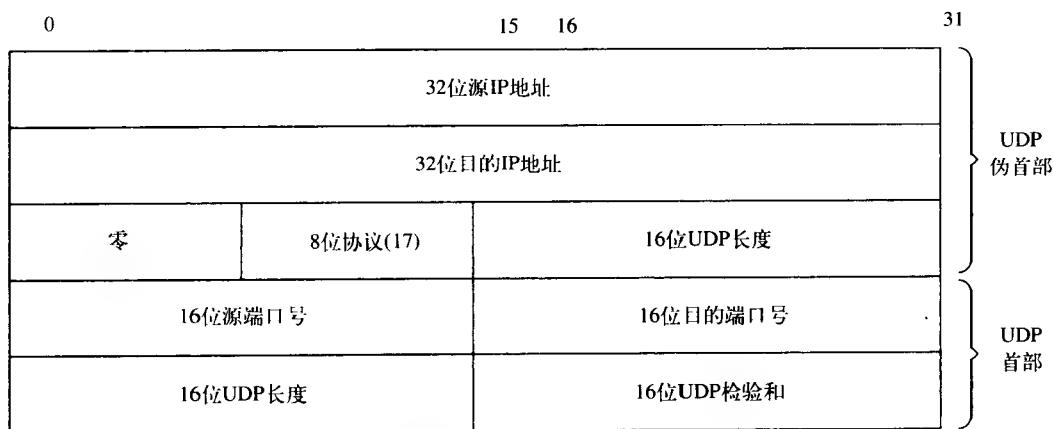 0 15 16 31
32位源IP地址
32位目的IP地址
UDP
伪首部
零 8位协议(17) 16位UDP长度
16位源端口号 16位目的端口号
UDP
首部
16位UDP长度 16位UDP检验和